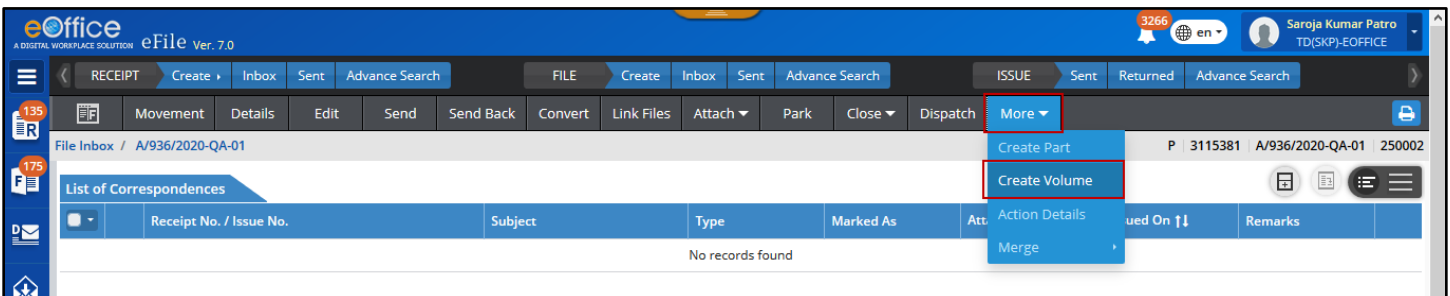 eOffice
A DIGITAL WORKPLACE SOLUTION eFile Ver. 7.0
3266
en
Saroja Kumar Patro
TD(SKP)-EOFFICE
RECEIPT Create Inbox Sent Advance Search FILE Create Inbox Sent Advance Search ISSUE Sent Returned Advance Search
135
R
Movement Details Edit Send Send Back Convert Link Files Attach Park Close Dispatch More
File Inbox / A/936/2020-QA-01 P 3115381 A/936/2020-QA-01 250002
Create Part
Create Volume
Action Details
Merge
175
F
List of Correspondences
Receipt No. / Issue No. Subject Type Marked As Att ued On Remarks
D
No records found